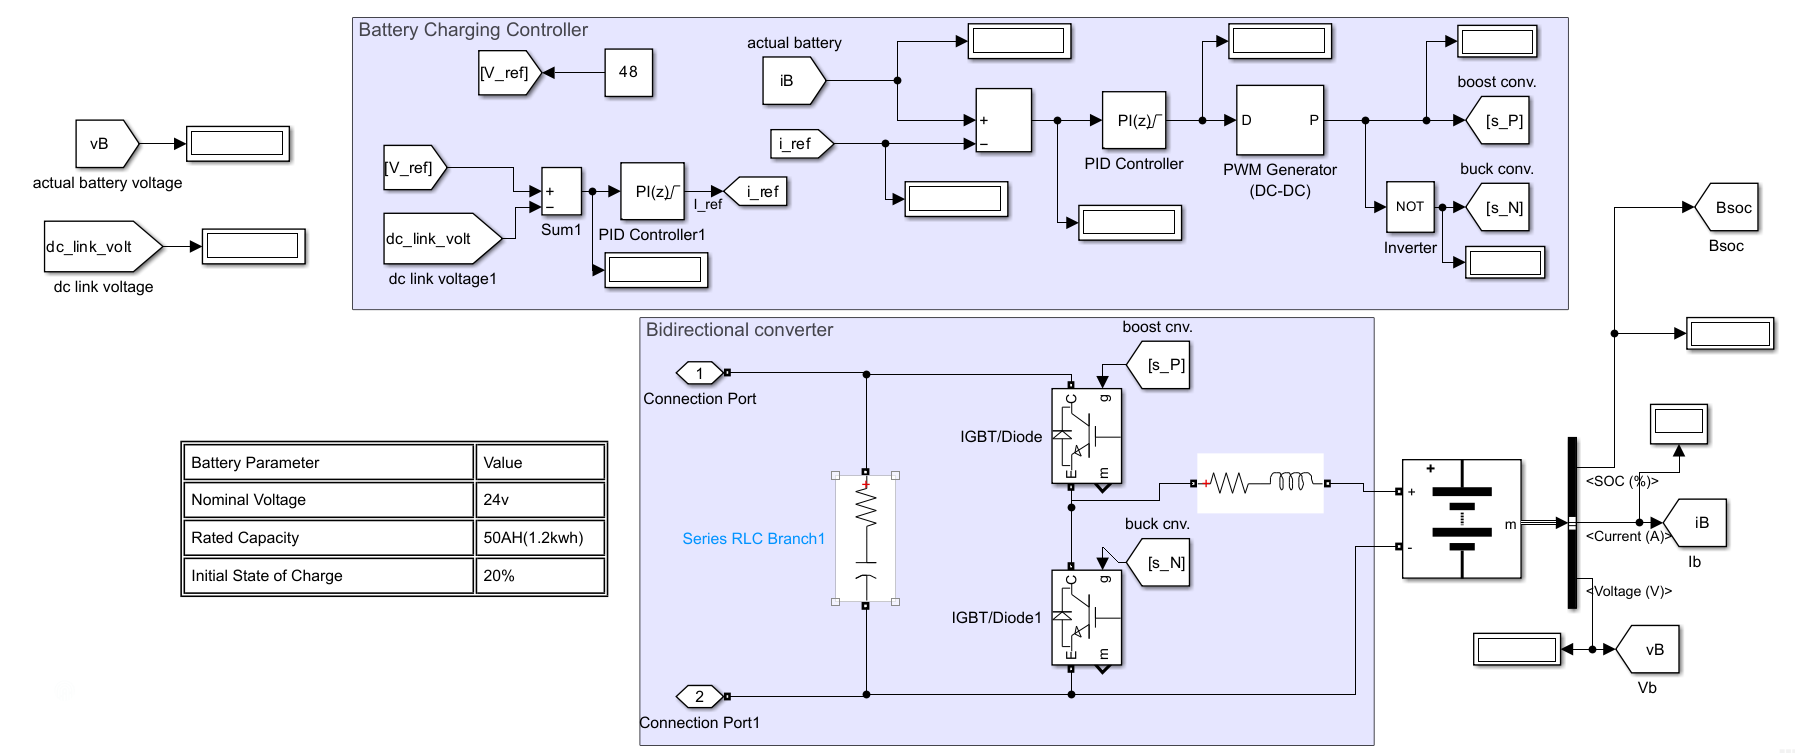 Battery Charging Controller
[V_ref]
48
actual battery
iB
boost conv.
vB
actual battery voltage
dc_link_volt
dc link voltage
[V_ref]
+
−
dc_link_volt
dc link voltage1
Sum1
PI(z)
PID Controller1
I_ref
i_ref
i_ref
+
−
PI(z)
PID Controller
D P
PWM Generator
(DC-DC)
[s_P]
buck conv.
NOT
Inverter
[s_N]
Bsoc
Bsoc
Bidirectional converter
boost cnv.
1
Connection Port
[s_P]
C g
IGBT/Diode
E m
+
Series RLC Branch1
+
buck cnv.
[s_N]
C g
IGBT/Diode1
E m
2
Connection Port1
+
+
-
m
<SOC (%)>
<Current (A)>
iB
Ib
<Voltage (V)>
vB
Vb
Battery Parameter Value
Nominal Voltage 24v
Rated Capacity 50AH(1.2kwh)
Initial State of Charge 20%